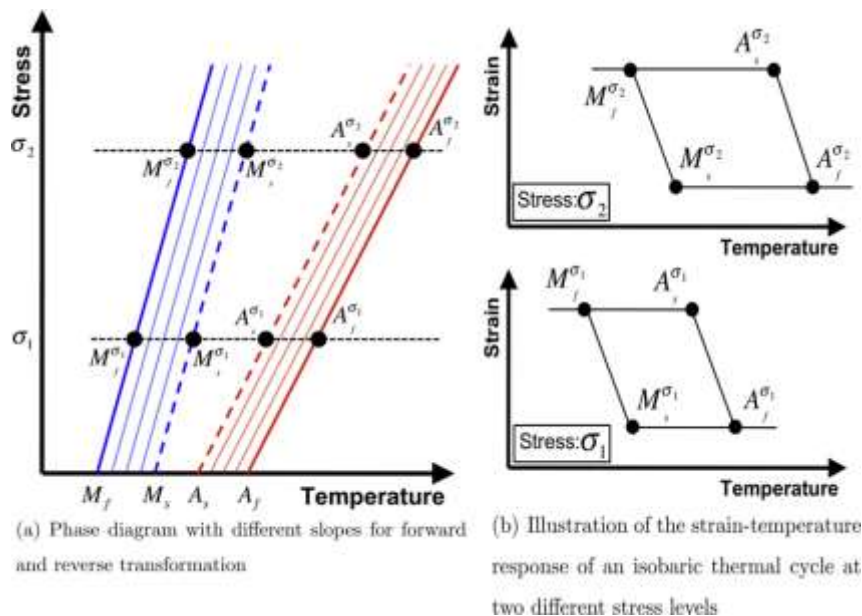 Stress
σ₂
σ₁
M_f^σ₂
M_s^σ₂
A_s^σ₂
A_f^σ₂
M_f^σ₁
M_s^σ₁
A_s^σ₁
A_f^σ₁
M_f M_s A_s A_f Temperature
(a) Phase diagram with different slopes for forward
and reverse transformation
Strain
A_s^σ₂
M_f^σ₂
M_s^σ₂
A_f^σ₂
Stress:σ₂
Temperature
Strain
M_f^σ₁
A_s^σ₁
M_s^σ₁
A_f^σ₁
Stress:σ₁
Temperature
(b) Illustration of the strain-temperature
response of an isobaric thermal cycle at
two different stress levels